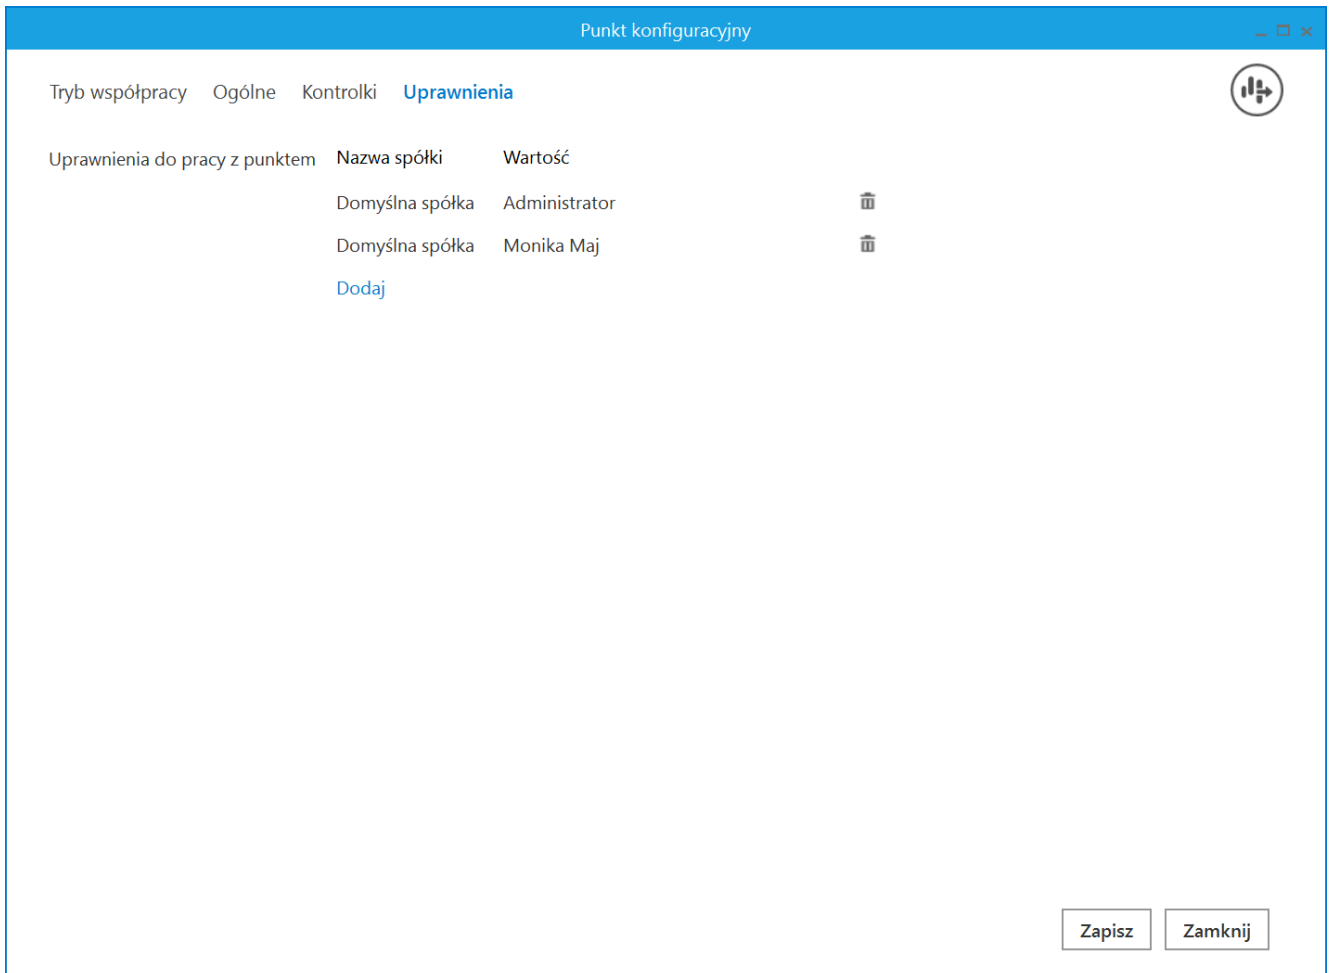 Punkt konfiguracyjny
Tryb współpracy Ogólne Kontrolki Uprawnienia
Uprawnienia do pracy z punktem Nazwa spółki Wartość
Domyślna spółka Administrator
Domyślna spółka Monika Maj
Dodaj
Zapisz Zamknij